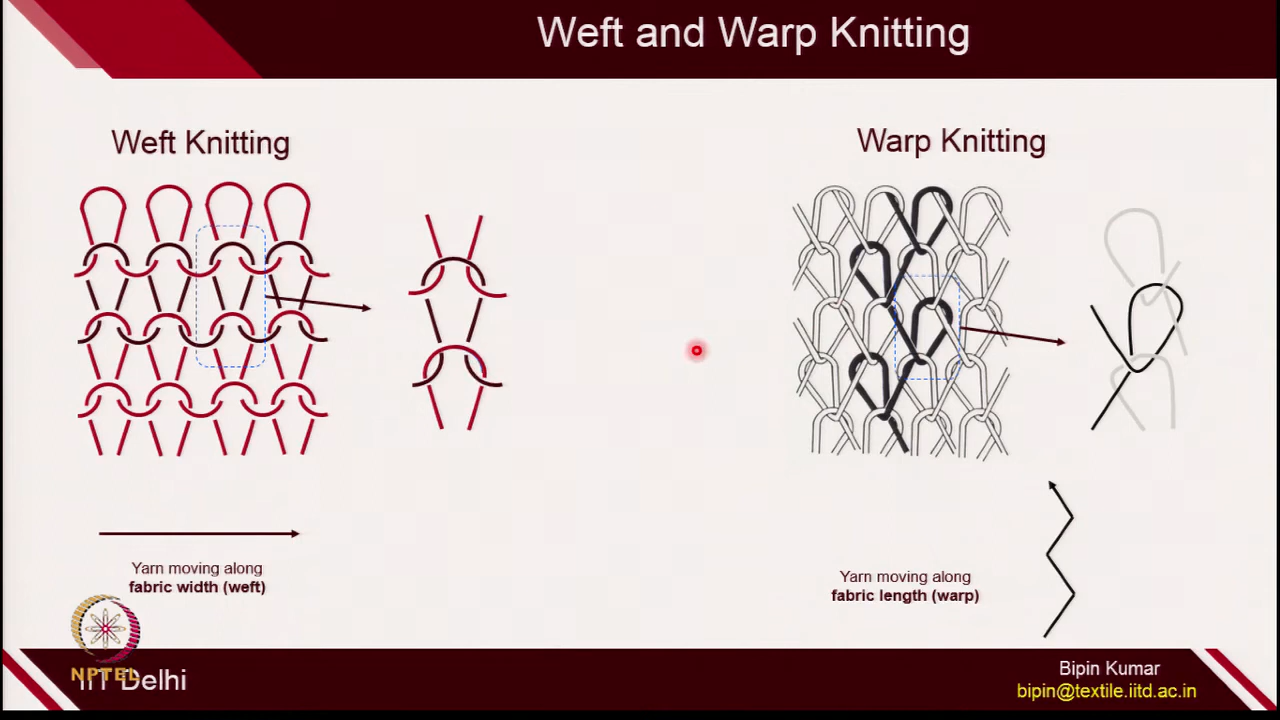 Weft and Warp Knitting
Weft Knitting
Warp Knitting
Yarn moving along
fabric width (weft)
Yarn moving along
fabric length (warp)
NPTEL
IIT Delhi
Bipin Kumar
bipin@textile.iitd.ac.in